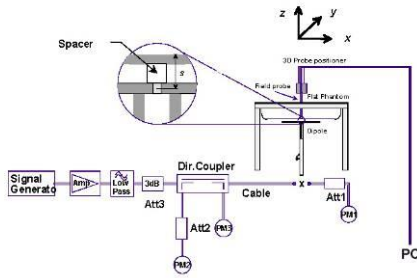 z
y
x
Spacer
s
3D Probe positioner
Field probe
Flat Phantom
Dipole
Signal
Generato
Amp
Low
Pass
3dB
Att3
Dir.Coupler
Cable
x
Att1
Att2
PM3
PM1
PM2
PC